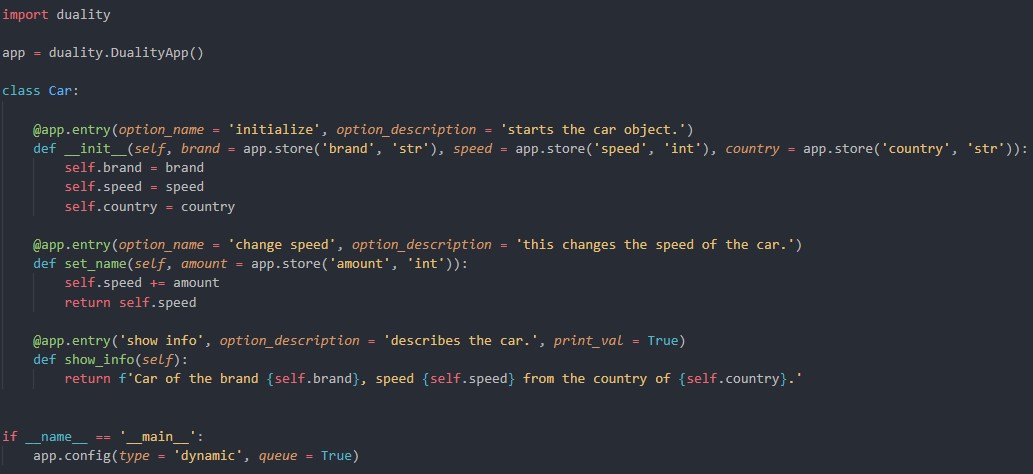 import duality
app = duality.DualityApp()
class Car:
@app.entry(option_name = 'initialize', option_description = 'starts the car object.')
def __init__(self, brand = app.store('brand', 'str'), speed = app.store('speed', 'int'), country = app.store('country', 'str')):
self.brand = brand
self.speed = speed
self.country = country
@app.entry(option_name = 'change speed', option_description = 'this changes the speed of the car.')
def set_name(self, amount = app.store('amount', 'int')):
self.speed += amount
return self.speed
@app.entry('show info', option_description = 'describes the car.', print_val = True)
def show_info(self):
return f'Car of the brand {self.brand}, speed {self.speed} from the country of {self.country}.'
if __name__ == '__main__':
app.config(type = 'dynamic', queue = True)